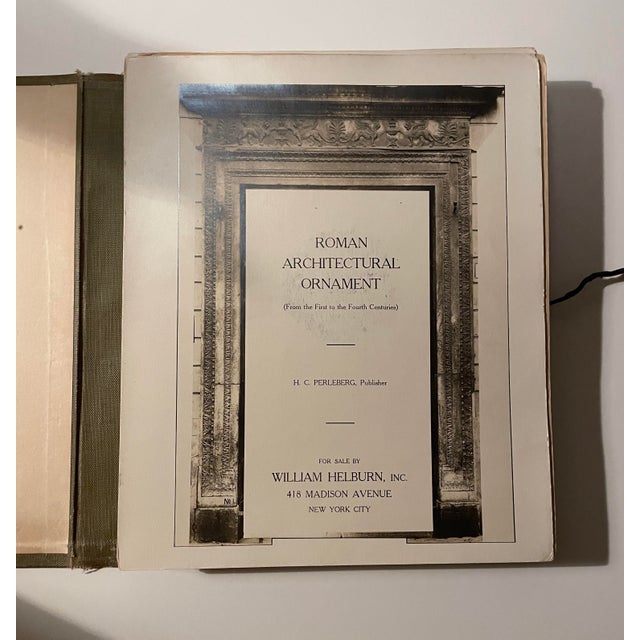 ROMAN
ARCHITECTURAL
ORNAMENT
(From the First to the Fourth Centuries)
H. C. PERLEBERG, Publisher
FOR SALE BY
WILLIAM HELBURN, INC.
418 MADISON AVENUE
NEW YORK CITY